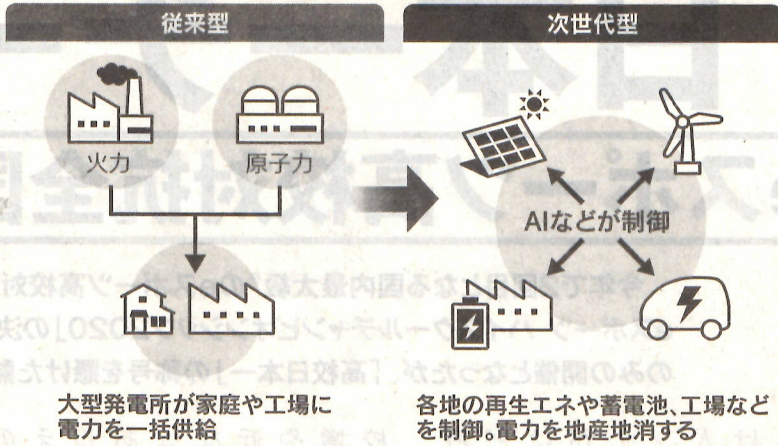 従来型
次世代型
火力
原子力
AIなどが制御
大型発電所が家庭や工場に
電力を一括供給
各地の再生エネや蓄電池、工場など
を制御。電力を地産地消する